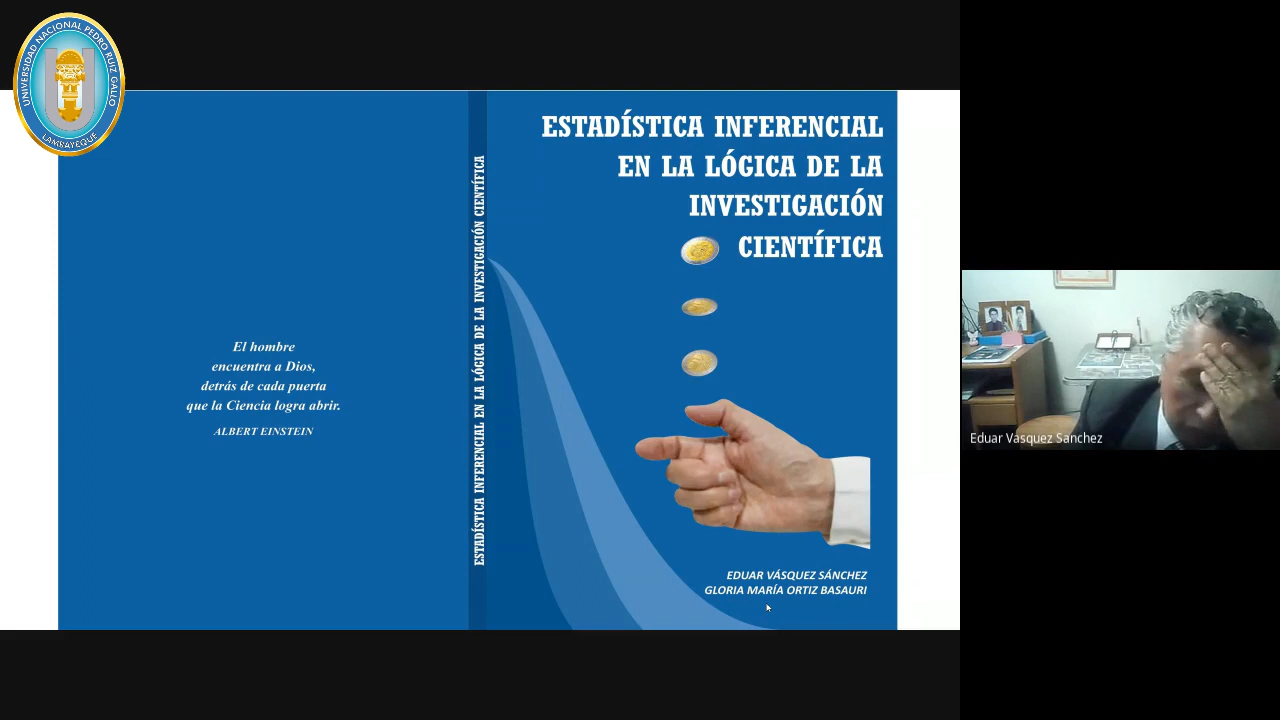 UNIVERSIDAD NACIONAL PEDRO RUIZ GALLO
LAMBAYEQUE
El hombre
encuentra a Dios,
detrás de cada puerta
que la Ciencia logra abrir.
ALBERT EINSTEIN
ESTADÍSTICA INFERENCIAL EN LA LÓGICA DE LA INVESTIGACIÓN CIENTÍFICA
ESTADÍSTICA INFERENCIAL
EN LA LÓGICA DE LA
INVESTIGACIÓN
CIENTÍFICA
EDUAR VÁSQUEZ SÁNCHEZ
GLORIA MARÍA ORTIZ BASAURI
Eduar Vasquez Sanchez